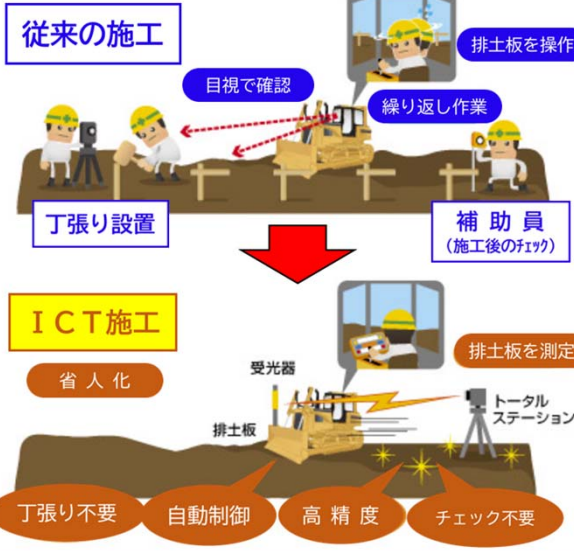 従来の施工
排土板を操作
目視で確認
繰り返し作業
丁張り設置
補助員
(施工後のﾁｪｯｸ)
ICT施工
省人化
排土板を測定
受光器
トータル
ステーション
排土板
丁張り不要
自動制御
高精度
チェック不要